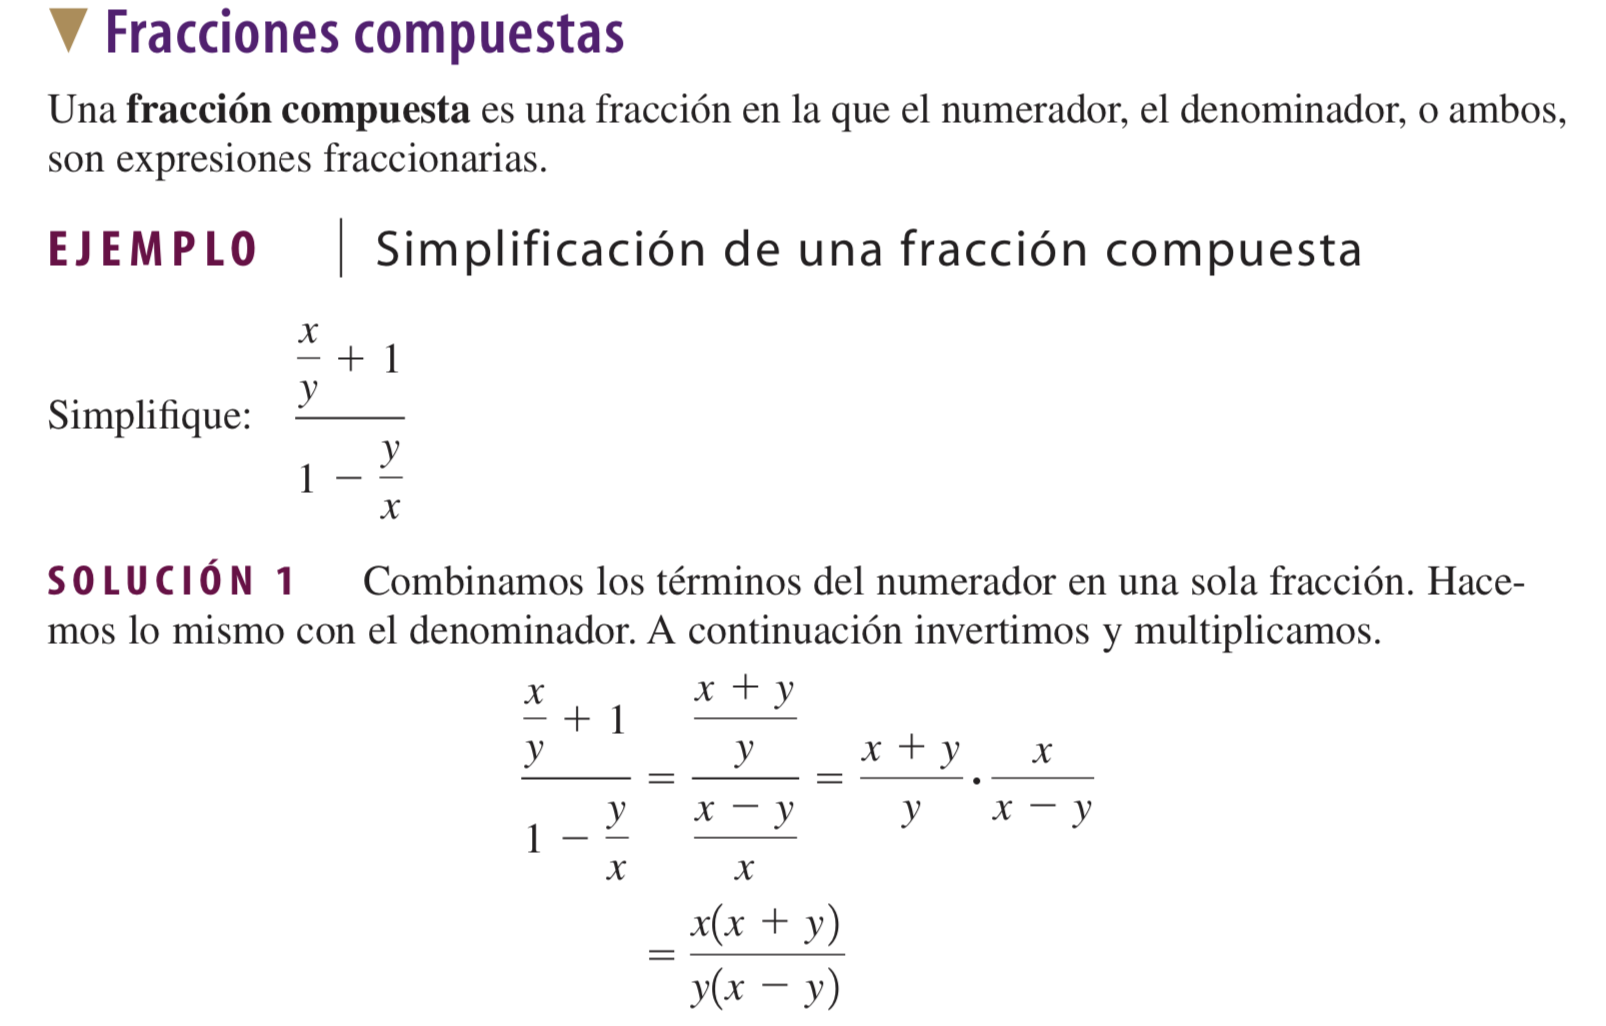 ▼ Fracciones compuestas
Una fracción compuesta es una fracción en la que el numerador, el denominador, o ambos,
son expresiones fraccionarias.
EJEMPLO | Simplificación de una fracción compuesta
Simplifique: \frac{\frac{x}{y} + 1}{1 - \frac{y}{x}}
SOLUCIÓN 1 Combinamos los términos del numerador en una sola fracción. Hace-
mos lo mismo con el denominador. A continuación invertimos y multiplicamos.
\frac{\frac{x}{y} + 1}{1 - \frac{y}{x}} = \frac{\frac{x + y}{y}}{\frac{x - y}{x}} = \frac{x + y}{y} \cdot \frac{x}{x - y}
= \frac{x(x + y)}{y(x - y)}